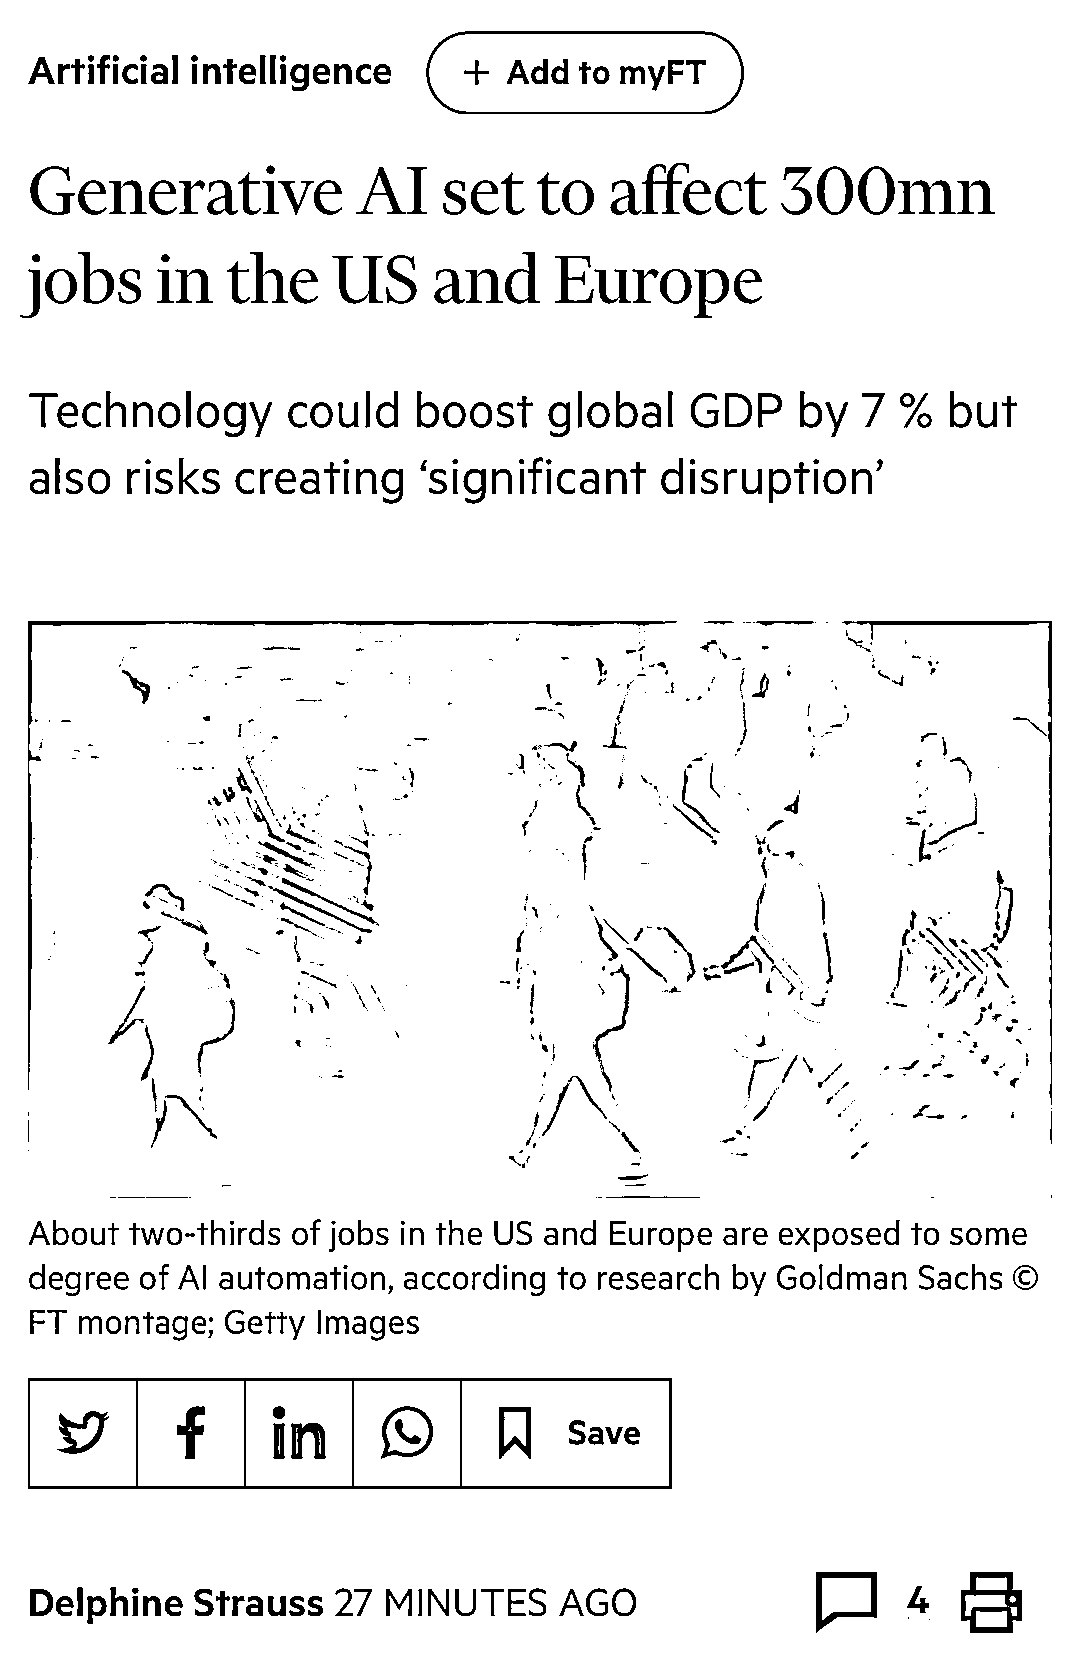 Artificial intelligence
+ Add to myFT
Generative AI set to affect 300mn
jobs in the US and Europe
Technology could boost global GDP by 7 % but
also risks creating ‘significant disruption’
About two-thirds of jobs in the US and Europe are exposed to some
degree of AI automation, according to research by Goldman Sachs ©
FT montage; Getty Images
Save
Delphine Strauss 27 MINUTES AGO
4